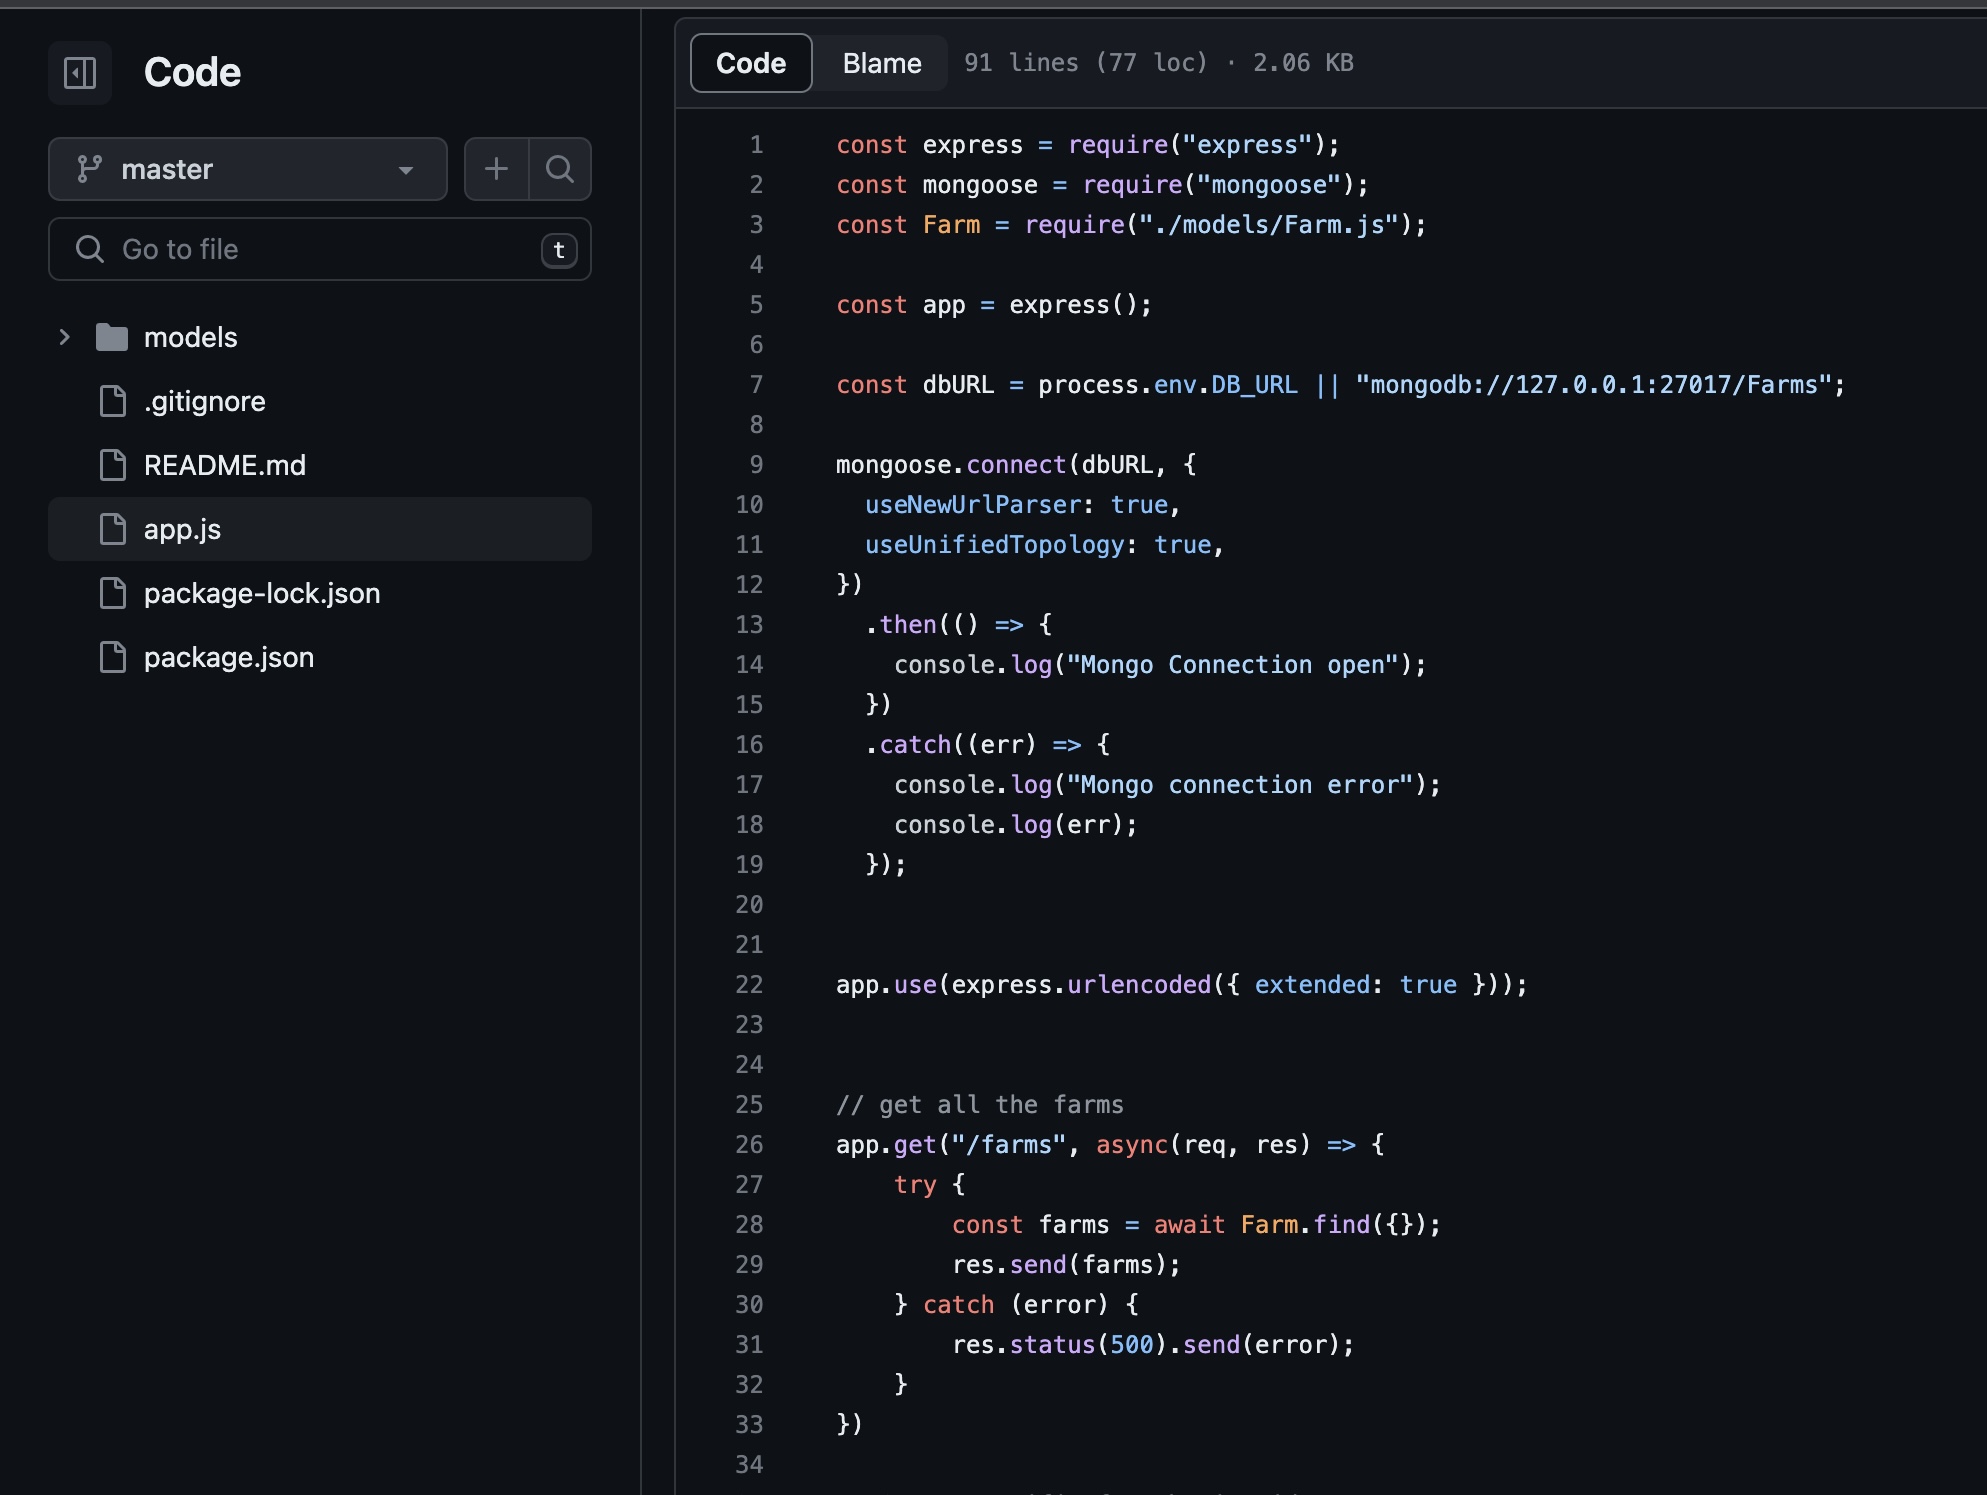 Code
master
Go to file
t
models
.gitignore
README.md
app.js
package-lock.json
package.json
Code Blame 91 lines (77 loc) · 2.06 KB
1 const express = require("express");
2 const mongoose = require("mongoose");
3 const Farm = require("./models/Farm.js");
4
5 const app = express();
6
7 const dbURL = process.env.DB_URL || "mongodb://127.0.0.1:27017/Farms";
8
9 mongoose.connect(dbURL, {
10   useNewUrlParser: true,
11   useUnifiedTopology: true,
12 })
13   .then(() => {
14     console.log("Mongo Connection open");
15   })
16   .catch((err) => {
17     console.log("Mongo connection error");
18     console.log(err);
19   });
20
21
22 app.use(express.urlencoded({ extended: true }));
23
24
25 // get all the farms
26 app.get("/farms", async(req, res) => {
27     try {
28         const farms = await Farm.find({});
29         res.send(farms);
30     } catch (error) {
31         res.status(500).send(error);
32     }
33 })
34